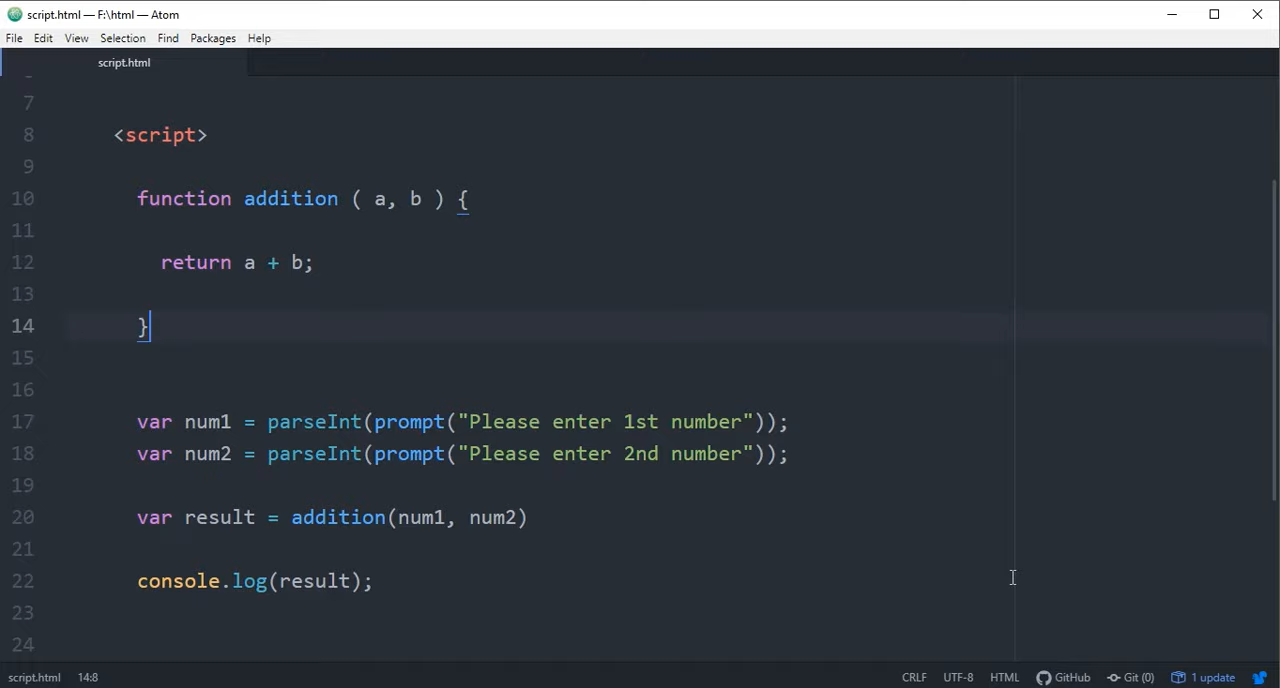 script.html — F:\html — Atom
File Edit View Selection Find Packages Help
script.html
7
8 <script>
9
10 function addition ( a, b ) {
11
12 return a + b;
13
14 }
15
16
17 var num1 = parseInt(prompt("Please enter 1st number"));
18 var num2 = parseInt(prompt("Please enter 2nd number"));
19
20 var result = addition(num1, num2)
21
22 console.log(result);
23
24
script.html 14:8 CRLF UTF-8 HTML GitHub Git (0) 1 update